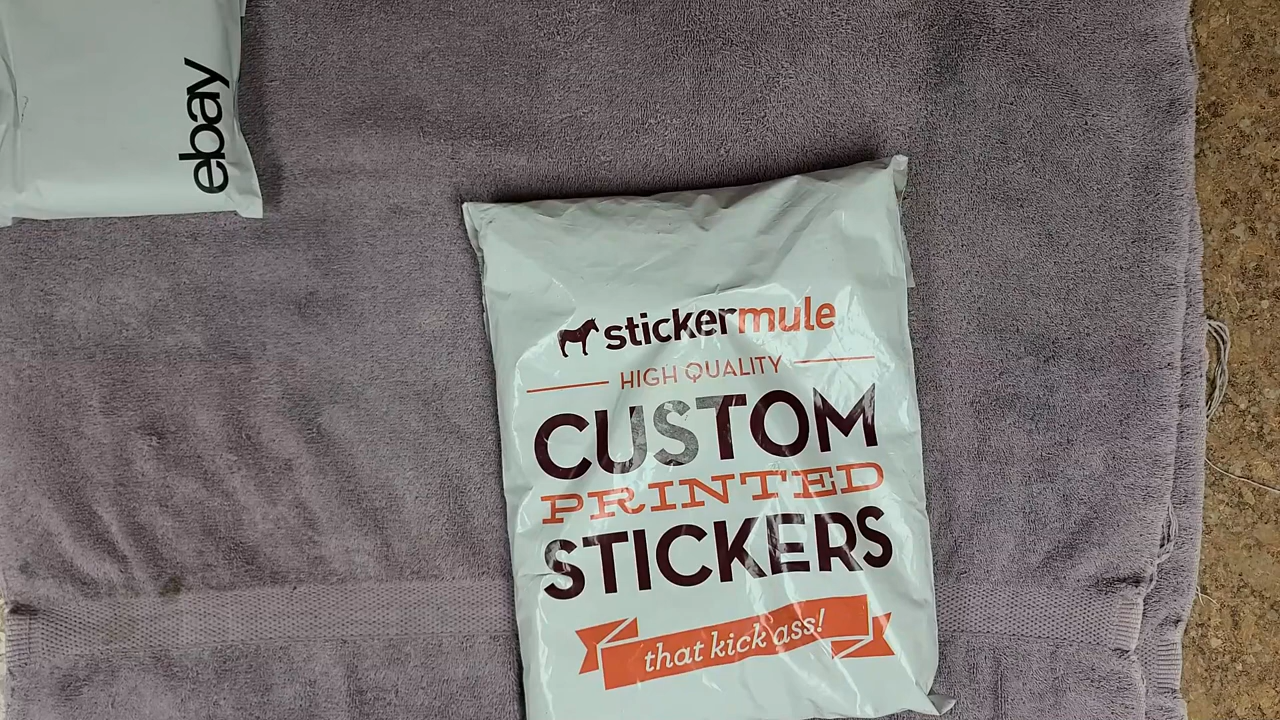 ebay
stickermule
HIGH QUALITY
CUSTOM
PRINTED
STICKERS
that kick ass!